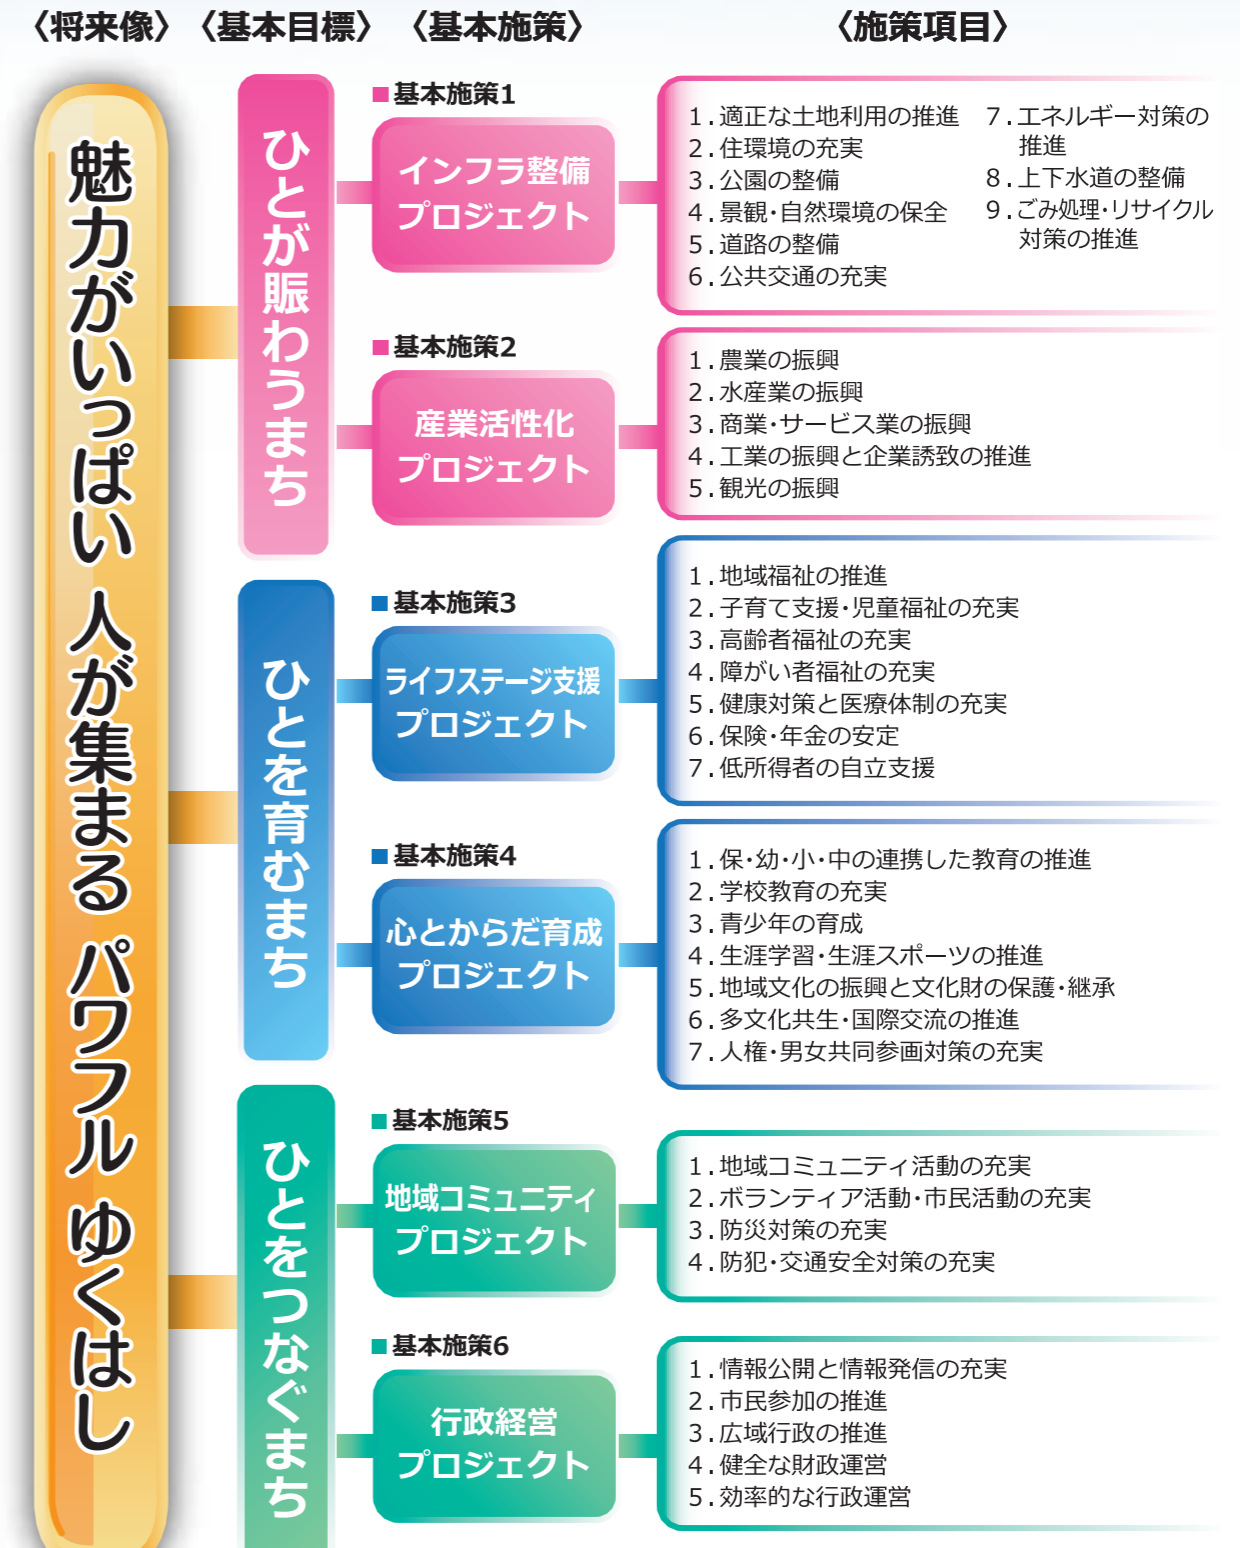 〈将来像〉 〈基本目標〉 〈基本施策〉 〈施策項目〉
魅力がいっぱい 人が集まる パワフル ゆくはし
ひとが賑わうまち
■基本施策1
インフラ整備
プロジェクト
1.適正な土地利用の推進
2.住環境の充実
3.公園の整備
4.景観・自然環境の保全
5.道路の整備
6.公共交通の充実
7.エネルギー対策の
推進
8.上下水道の整備
9.ごみ処理・リサイクル
対策の推進
■基本施策2
産業活性化
プロジェクト
1.農業の振興
2.水産業の振興
3.商業・サービス業の振興
4.工業の振興と企業誘致の推進
5.観光の振興
ひとを育むまち
■基本施策3
ライフステージ支援
プロジェクト
1.地域福祉の推進
2.子育て支援・児童福祉の充実
3.高齢者福祉の充実
4.障がい者福祉の充実
5.健康対策と医療体制の充実
6.保険・年金の安定
7.低所得者の自立支援
■基本施策4
心とからだ育成
プロジェクト
1.保・幼・小・中の連携した教育の推進
2.学校教育の充実
3.青少年の育成
4.生涯学習・生涯スポーツの推進
5.地域文化の振興と文化財の保護・継承
6.多文化共生・国際交流の推進
7.人権・男女共同参画対策の充実
ひとをつなぐまち
■基本施策5
地域コミュニティ
プロジェクト
1.地域コミュニティ活動の充実
2.ボランティア活動・市民活動の充実
3.防災対策の充実
4.防犯・交通安全対策の充実
■基本施策6
行政経営
プロジェクト
1.情報公開と情報発信の充実
2.市民参加の推進
3.広域行政の推進
4.健全な財政運営
5.効率的な行政運営